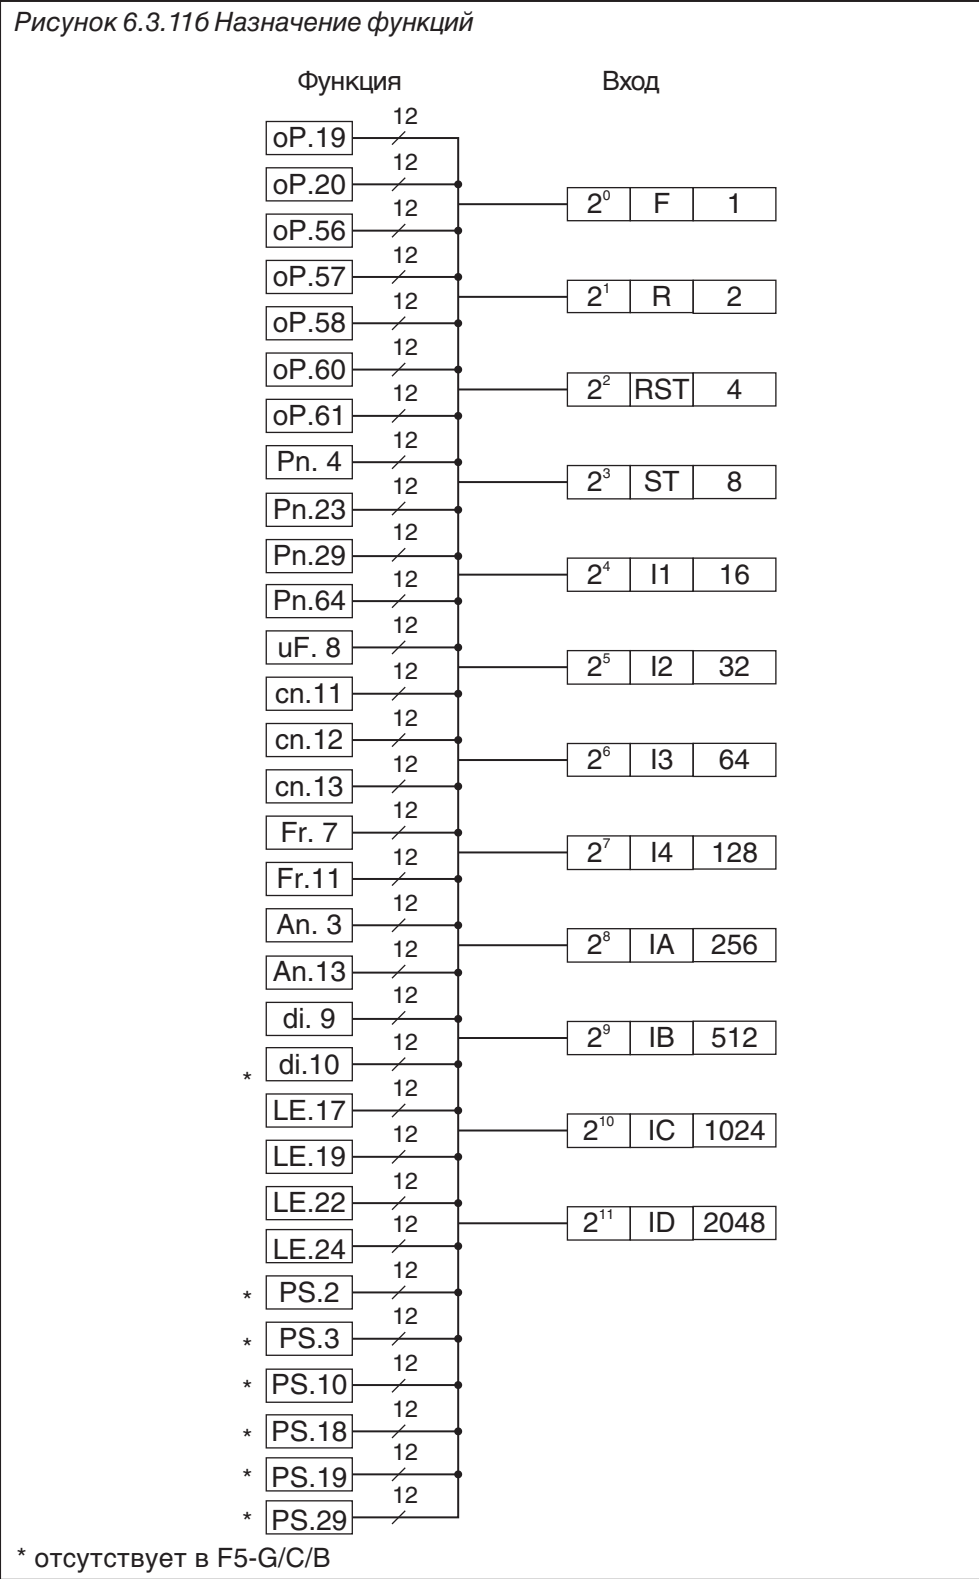 Рисунок 6.3.11б Назначение функций
Функция Вход
oP.19 12
oP.20 12
2⁰ F 1
oP.56 12
oP.57 12
2¹ R 2
oP.58 12
oP.60 12
2² RST 4
oP.61 12
Pn. 4 12
2³ ST 8
Pn.23 12
Pn.29 12
2⁴ I1 16
Pn.64 12
uF. 8 12
2⁵ I2 32
cn.11 12
cn.12 12
2⁶ I3 64
cn.13 12
Fr. 7 12
2⁷ I4 128
Fr.11 12
An. 3 12
2⁸ IA 256
An.13 12
di. 9 12
2⁹ IB 512
* di.10 12
LE.17 12
2¹⁰ IC 1024
LE.19 12
LE.22 12
2¹¹ ID 2048
LE.24 12
* PS.2 12
* PS.3 12
* PS.10 12
* PS.18 12
* PS.19 12
* PS.29 12
* отсутствует в F5-G/C/B